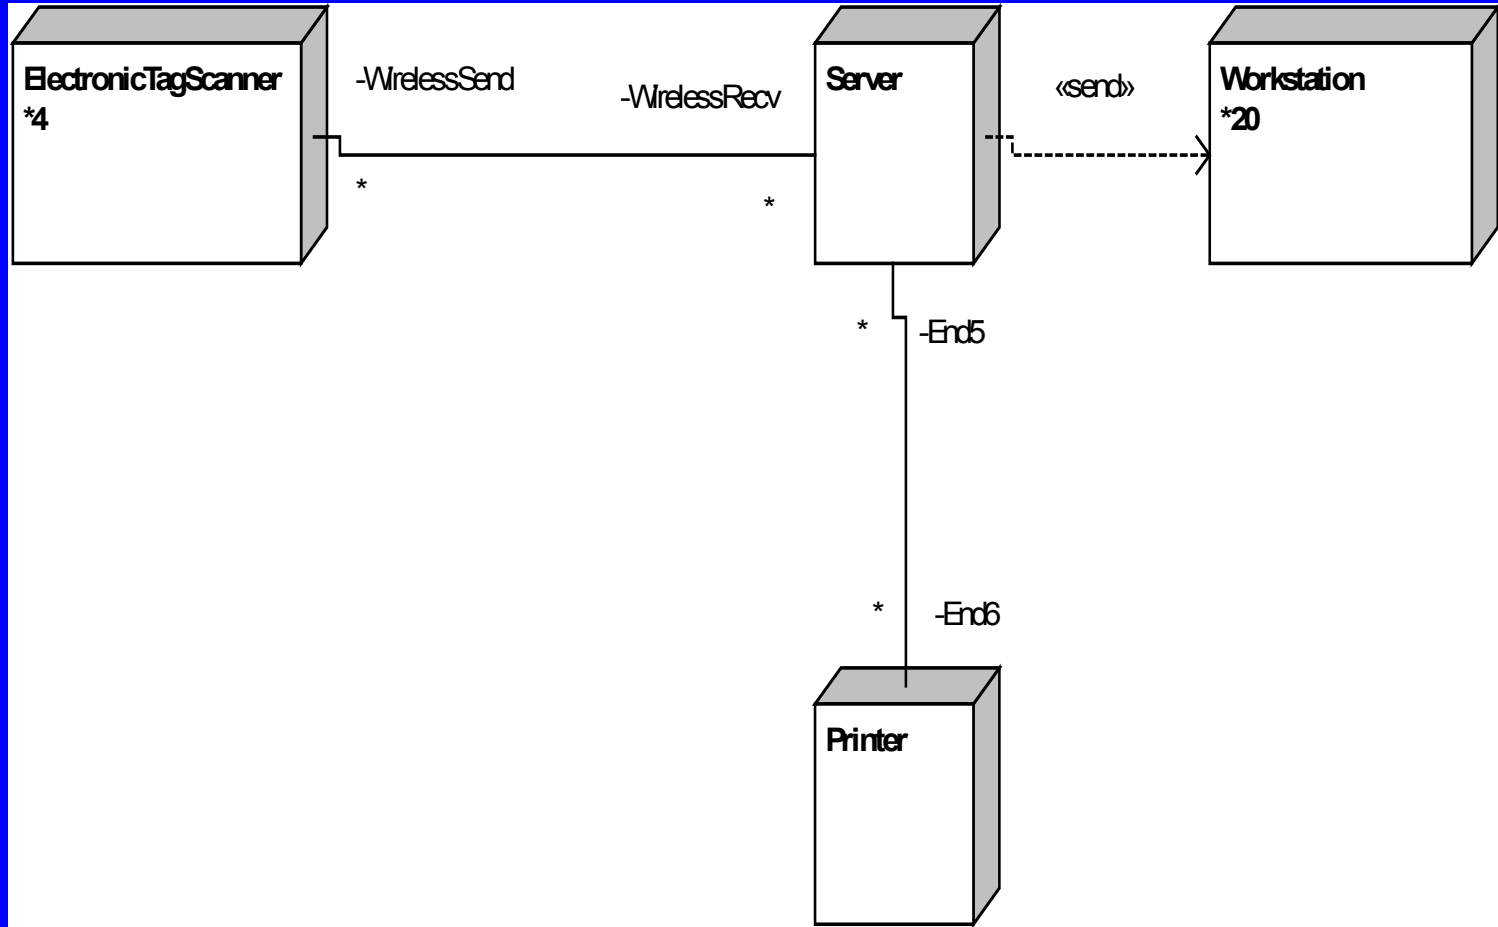 ElectronicTagScanner
*4
-WirelessSend
-WirelessRecv
*
*
Server
«send»
Workstation
*20
*
-End5
*
-End6
Printer